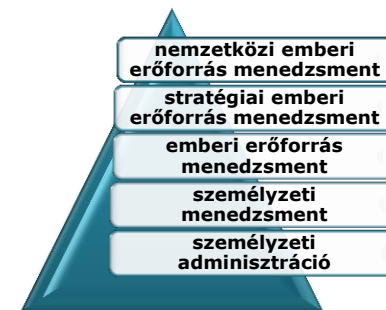 nemzetközi emberi
erőforrás menedzsment
stratégiai emberi
erőforrás menedzsment
emberi erőforrás
menedzsment
személyzeti
menedzsment
személyzeti
adminisztráció